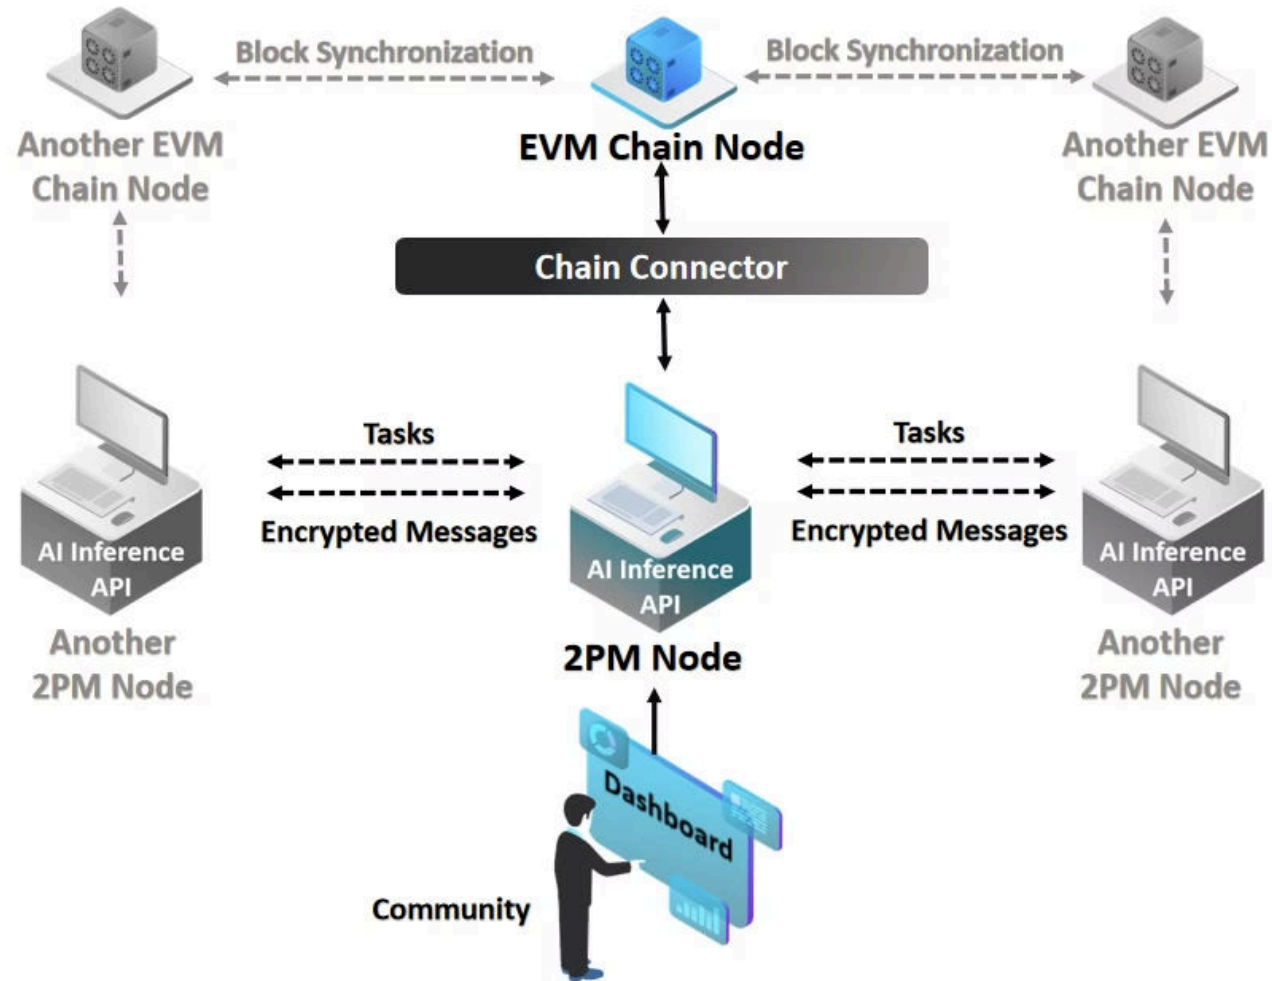 Block Synchronization
Block Synchronization
Another EVM
Chain Node
EVM Chain Node
Another EVM
Chain Node
Chain Connector
Tasks
Tasks
Encrypted Messages
Encrypted Messages
AI Inference
API
AI Inference
API
AI Inference
API
Another
2PM Node
2PM Node
Another
2PM Node
Dashboard
Community